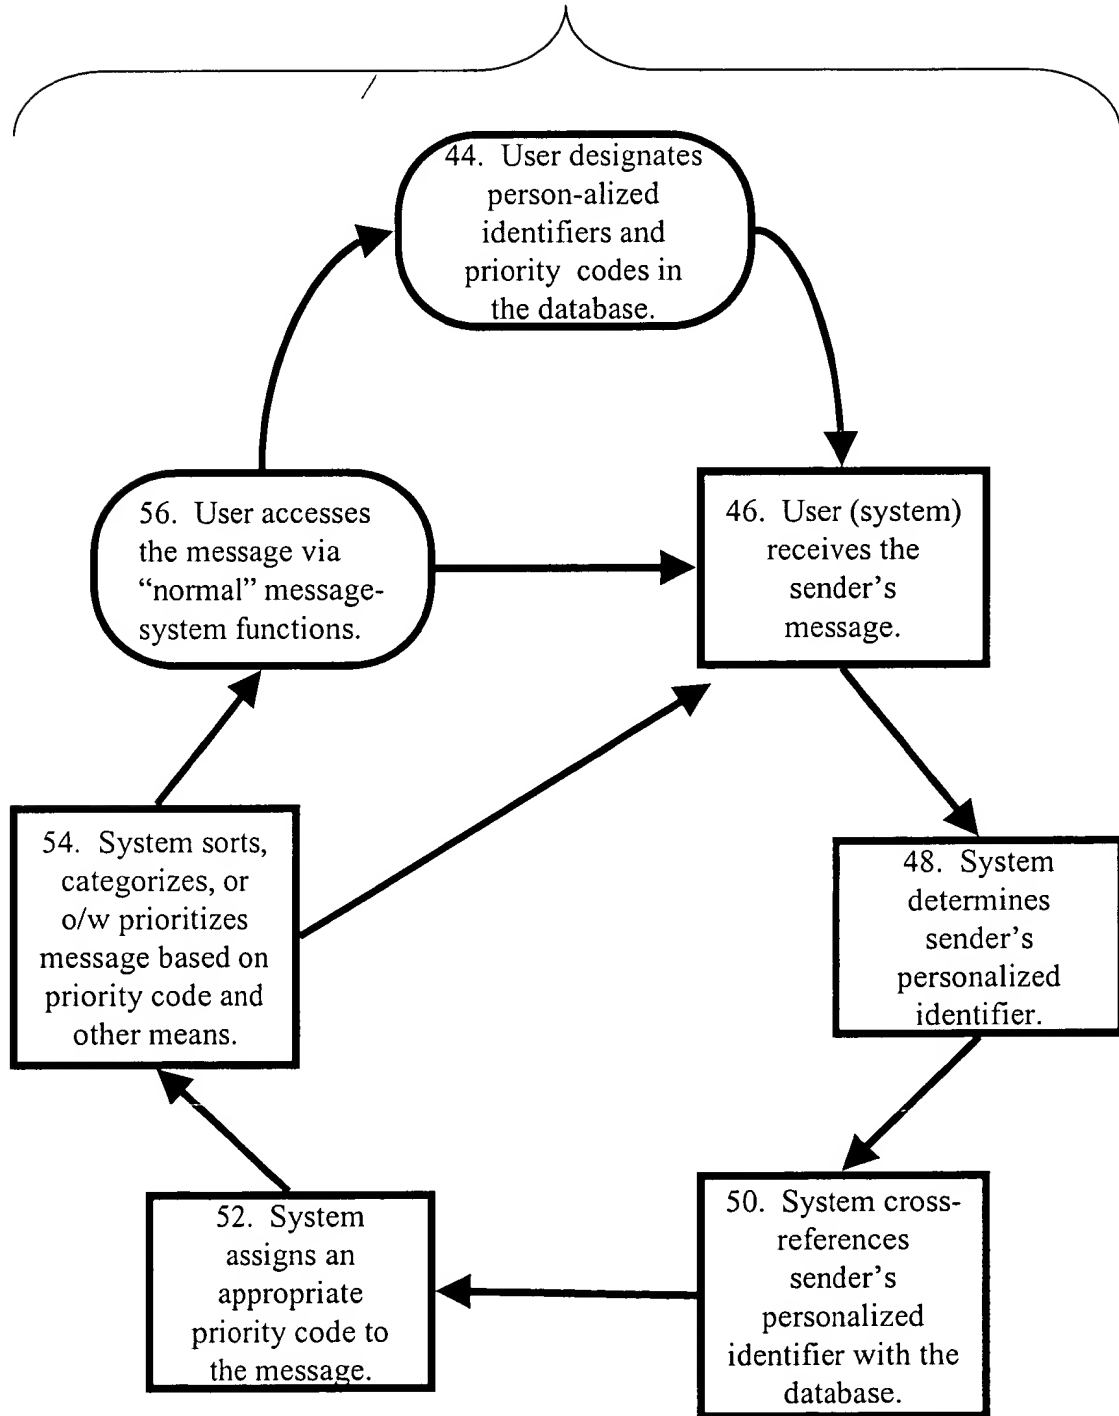 44. User designates
person-alized
identifiers and
priority codes in
the database.
56. User accesses
the message via
“normal” message-
system functions.
46. User (system)
receives the
sender’s
message.
54. System sorts,
categorizes, or
o/w prioritizes
message based on
priority code and
other means.
48. System
determines
sender’s
personalized
identifier.
52. System
assigns an
appropriate
priority code to
the message.
50. System cross-
references
sender’s
personalized
identifier with the
database.